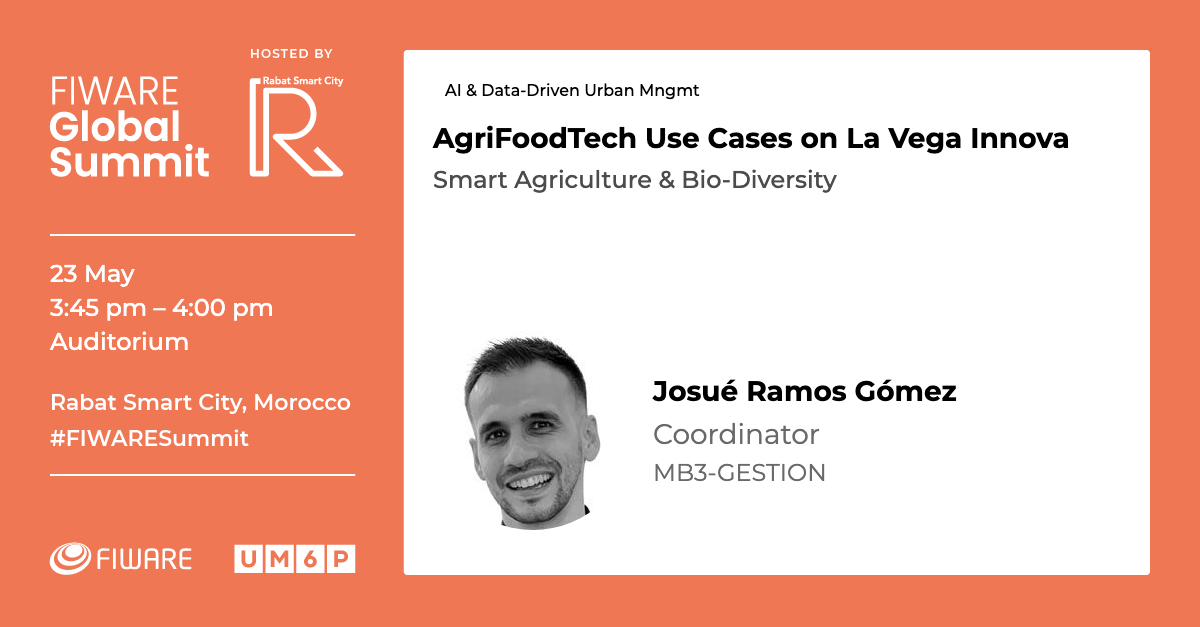 HOSTED BY
FIWARE
Global
Summit
Rabat Smart City
R
23 May
3:45 pm – 4:00 pm
Auditorium
Rabat Smart City, Morocco
#FIWARESummit
FIWARE
UM6P
AI & Data-Driven Urban Mngmt
AgriFoodTech Use Cases on La Vega Innova
Smart Agriculture & Bio-Diversity
Josué Ramos Gómez
Coordinator
MB3-GESTION